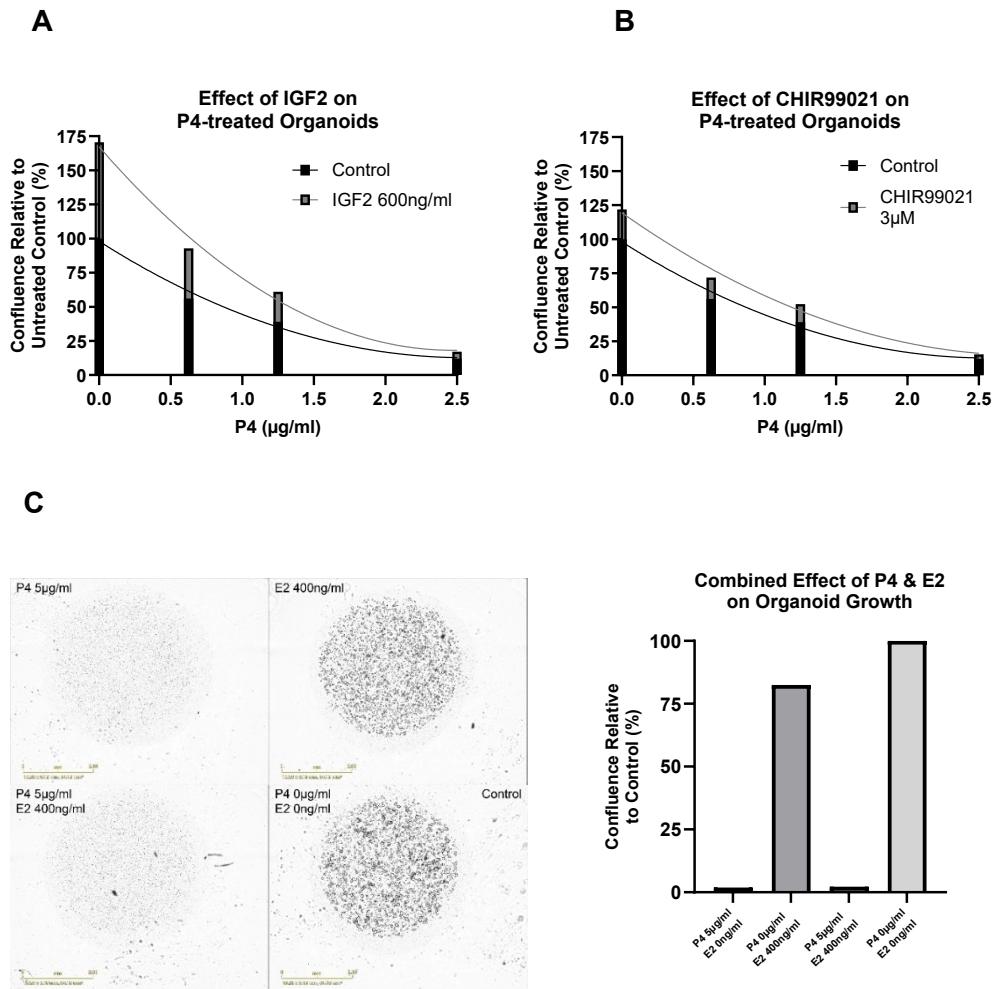 A
Effect of IGF2 on
P4-treated Organoids
Confluence Relative to
Untreated Control (%)
175
150
125
100
75
50
25
0
Control
IGF2 600ng/ml
0.0 0.5 1.0 1.5 2.0 2.5
P4 (µg/ml)
B
Effect of CHIR99021 on
P4-treated Organoids
Confluence Relative to
Untreated Control (%)
175
150
125
100
75
50
25
0
Control
CHIR99021
3µM
0.0 0.5 1.0 1.5 2.0 2.5
P4 (µg/ml)
C
P4 5µg/ml
E2 400ng/ml
P4 5µg/ml
E2 400ng/ml
P4 0µg/ml
E2 0ng/ml
Control
Combined Effect of P4 & E2
on Organoid Growth
Confluence Relative
to Control (%)
100
75
50
25
0
P4 5µg/ml
E2 0ng/ml
P4 0µg/ml
E2 400ng/ml
P4 5µg/ml
E2 400ng/ml
P4 0µg/ml
E2 0ng/ml